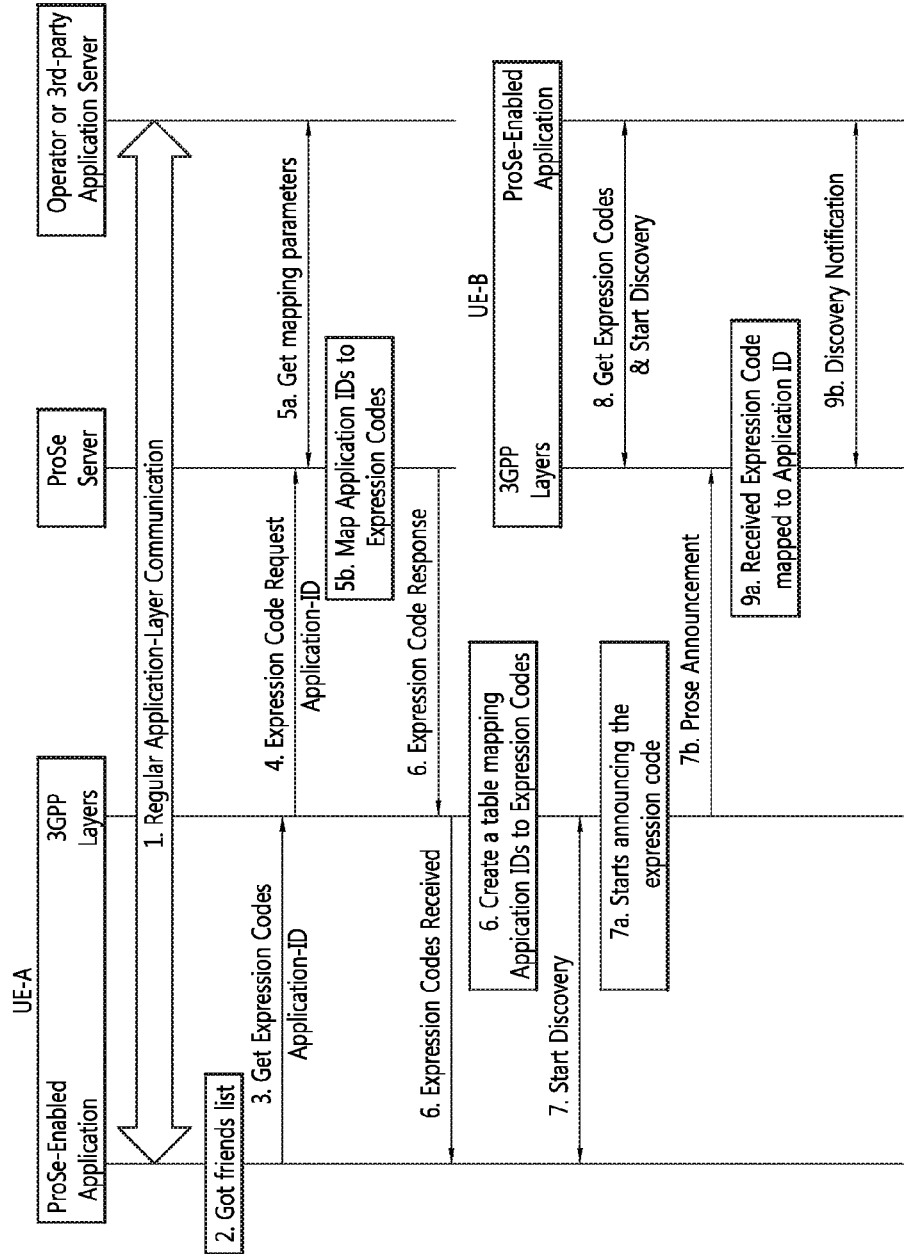 UE-A
ProSe-Enabled
Application
3GPP
Layers
ProSe
Server
Operator or 3rd-party
Application Server
1. Regular Application-Layer Communication
2. Got friends list
3. Get Expression Codes
Application-ID
4. Expression Code Request
Application-ID
5a. Get mapping parameters
5b. Map Application IDs to
Expression Codes
6. Expression Code Response
6. Expression Codes Received
6. Create a table mapping
Appication IDs to Expression Codes
7. Start Discovery
UE-B
3GPP
Layers
ProSe-Enabled
Application
8. Get Expression Codes
& Start Discovery
7a. Starts announcing the
expression code
7b. Prose Announcement
9a. Received Expression Code
mapped to Application ID
9b. Discovery Notification